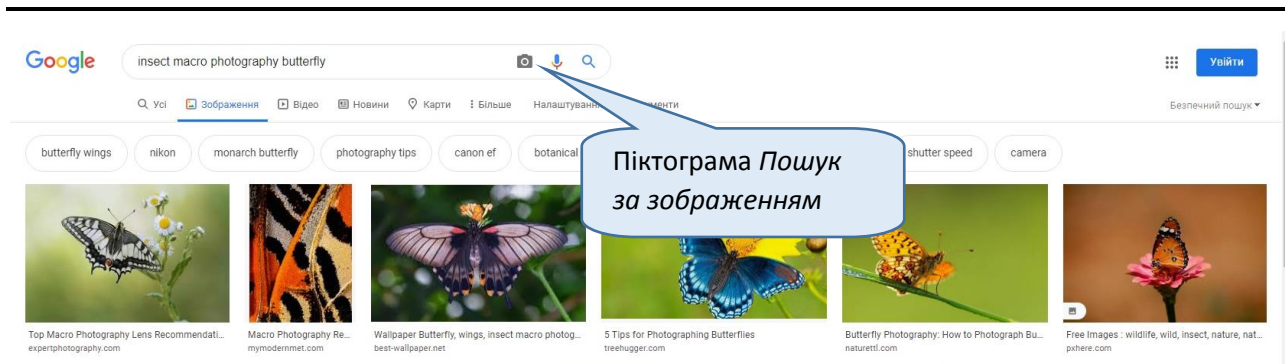 Google
insect macro photography butterfly
Увійти
Усі Зображення Відео Новини Карти Більше Налаштування
Безпечний пошук
butterfly wings nikon monarch butterfly photography tips canon ef botanical shutter speed camera
Піктограма Пошук
за зображенням
Top Macro Photography Lens Recommendati... Macro Photography Re... Wallpaper Butterfly, wings, insect macro photog... 5 Tips for Photographing Butterflies Butterfly Photography: How to Photograph Bu... Free Images : wildlife, wild, insect, nature, nat...
expertphotography.com mymodernmet.com best-wallpaper.net treehugger.com naturettl.com pxhere.com